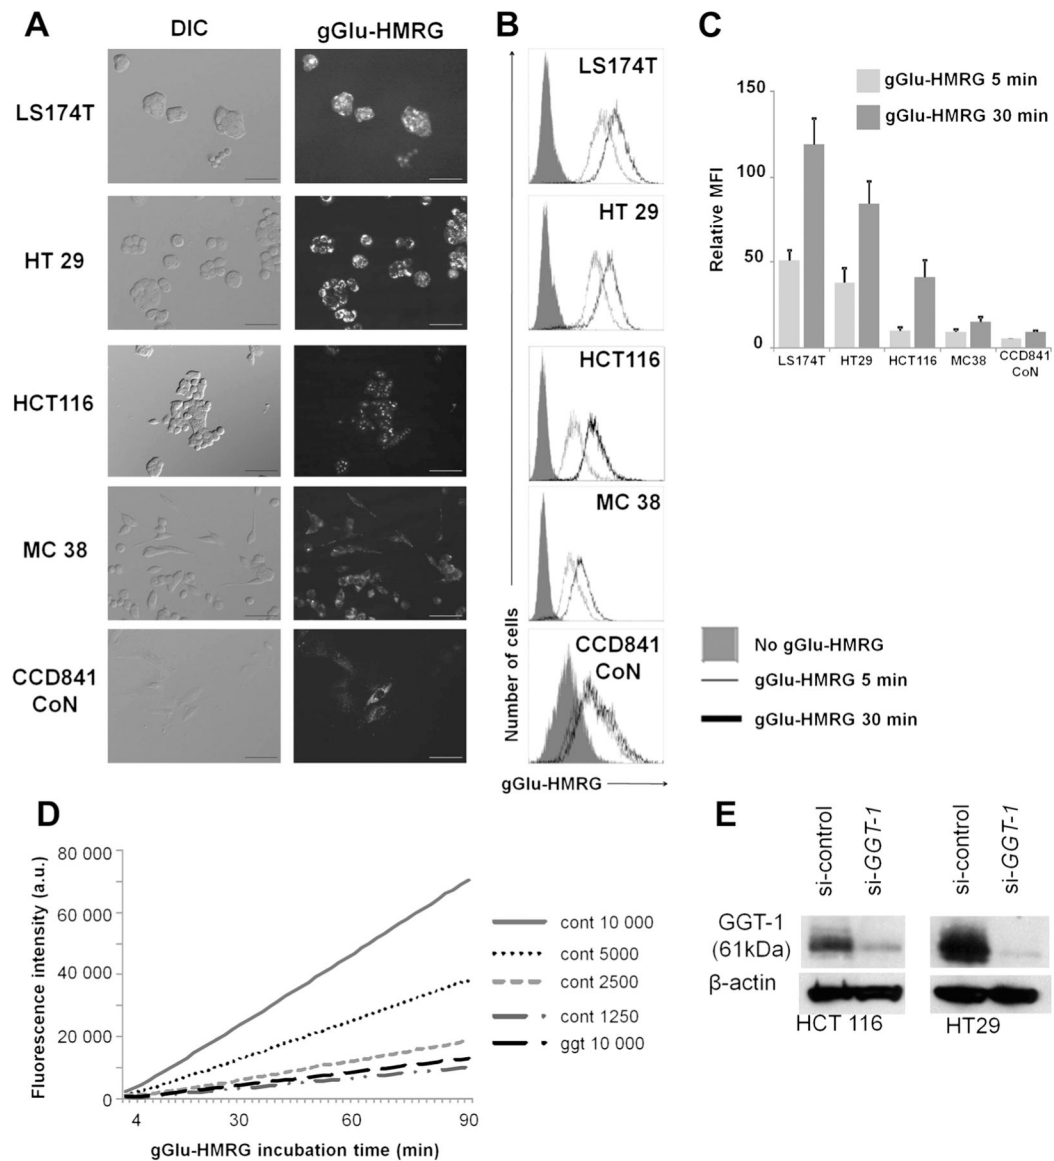 A
DIC
gGlu-HMRG
LS174T
HT 29
HCT116
MC 38
CCD841
CoN
B
LS174T
HT 29
HCT116
MC 38
CCD841
CoN
Number of cells
gGlu-HMRG
C
gGlu-HMRG 5 min
gGlu-HMRG 30 min
Relative MFI
150
100
50
0
LS174T HT29 HCT116 MC38 CCD841
CoN
No gGlu-HMRG
gGlu-HMRG 5 min
gGlu-HMRG 30 min
D
Fluorescence intensity (a.u.)
80 000
60 000
40 000
20 000
0
4 30 60 90
gGlu-HMRG incubation time (min)
cont 10 000
cont 5000
cont 2500
cont 1250
ggt 10 000
E
si-control
si-GGT-1
si-control
si-GGT-1
GGT-1
(61kDa)
β-actin
HCT 116
HT29